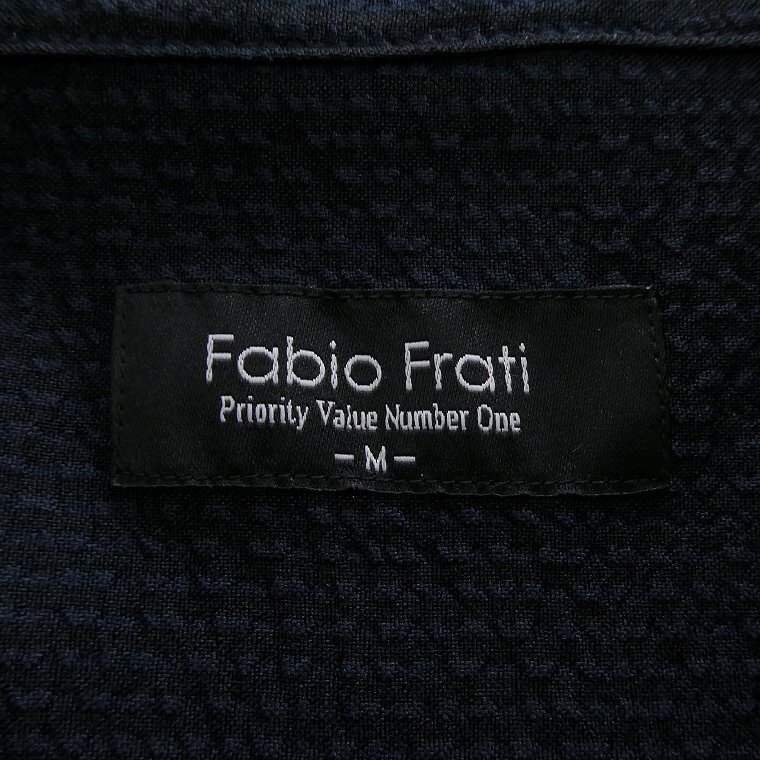 Fabio Frati
Priority Value Number One
- M -